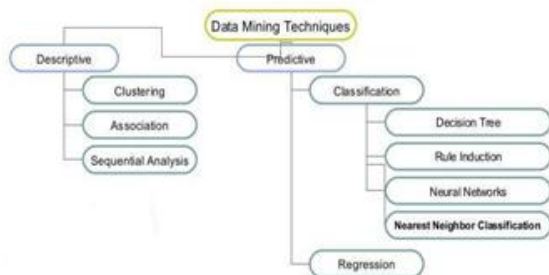 Data Mining Techniques
Descriptive
Predictive
Clustering
Classification
Association
Decision Tree
Sequential Analysis
Rule Induction
Neural Networks
Nearest Neighbor Classification
Regression